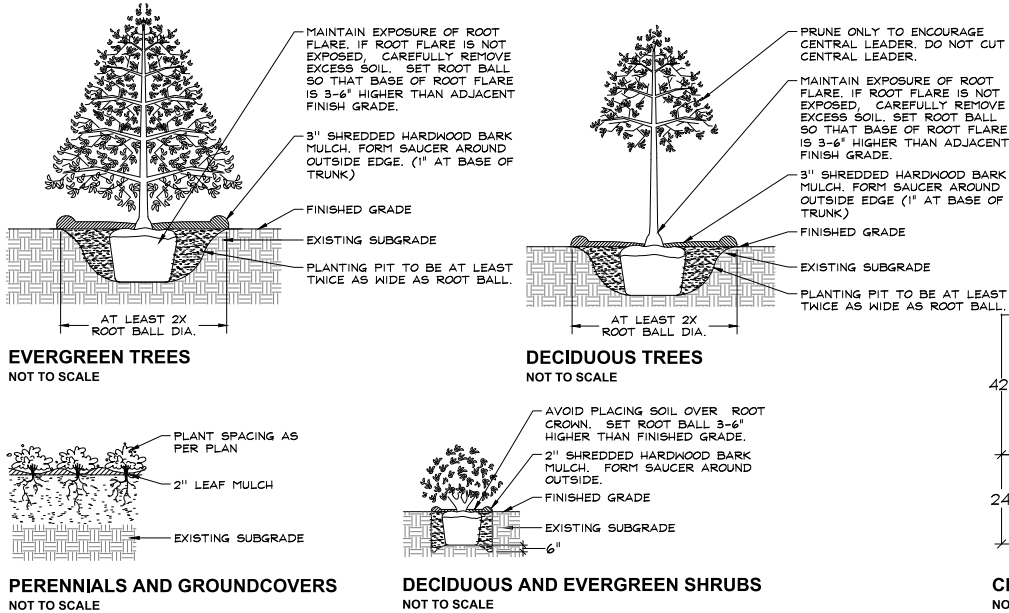 MAINTAIN EXPOSURE OF ROOT
FLARE. IF ROOT FLARE IS NOT
EXPOSED, CAREFULLY REMOVE
EXCESS SOIL. SET ROOT BALL
SO THAT BASE OF ROOT FLARE
IS 3-6" HIGHER THAN ADJACENT
FINISH GRADE.
3" SHREDDED HARDWOOD BARK
MULCH. FORM SAUCER AROUND
OUTSIDE EDGE. (1" AT BASE OF
TRUNK)
FINISHED GRADE
EXISTING SUBGRADE
PLANTING PIT TO BE AT LEAST
TWICE AS WIDE AS ROOT BALL.
AT LEAST 2X
ROOT BALL DIA.
EVERGREEN TREES
NOT TO SCALE
PRUNE ONLY TO ENCOURAGE
CENTRAL LEADER. DO NOT CUT
CENTRAL LEADER.
MAINTAIN EXPOSURE OF ROOT
FLARE. IF ROOT FLARE IS NOT
EXPOSED, CAREFULLY REMOVE
EXCESS SOIL. SET ROOT BALL
SO THAT BASE OF ROOT FLARE
IS 3-6" HIGHER THAN ADJACENT
FINISH GRADE.
3" SHREDDED HARDWOOD BARK
MULCH. FORM SAUCER AROUND
OUTSIDE EDGE (1" AT BASE OF
TRUNK)
FINISHED GRADE
EXISTING SUBGRADE
PLANTING PIT TO BE AT LEAST
TWICE AS WIDE AS ROOT BALL.
AT LEAST 2X
ROOT BALL DIA.
DECIDUOUS TREES
NOT TO SCALE
PLANT SPACING AS
PER PLAN
2" LEAF MULCH
EXISTING SUBGRADE
PERENNIALS AND GROUNDCOVERS
NOT TO SCALE
AVOID PLACING SOIL OVER ROOT
CROWN. SET ROOT BALL 3-6"
HIGHER THAN FINISHED GRADE.
2" SHREDDED HARDWOOD BARK
MULCH. FORM SAUCER AROUND
OUTSIDE.
FINISHED GRADE
EXISTING SUBGRADE
6"
DECIDUOUS AND EVERGREEN SHRUBS
NOT TO SCALE
42
24